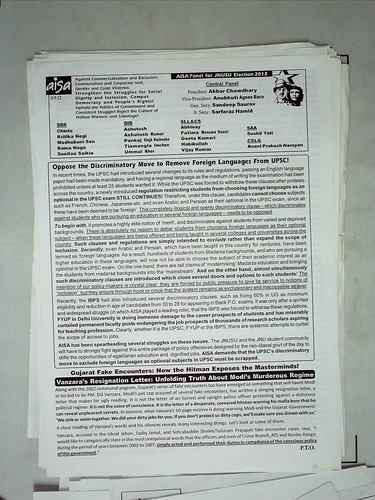 aisa
Against Commercialisation and Exclusion,
Communalism and Corporate loot,
Gender and Caste Violence,
Strengthen the Struggles for Social
Dignity and Inclusion, Campus
Democracy and People's Rights!
Uphold the Politics of Commitment and
Consistent Struggle! Reject the Culture of
Hollow Rhetoric and Sabotage!
AISA Panel for JNUSU Election 2013
Central Panel
President: Akbar Chawdhary
Vice-President: Anubhuti Agnes Bara
Gen. Secy. Sandeep Saurav
Jt. Secy.: Sarfaraz Hamid
SSS
Chintu
Kritika Negi
Madhubani Sen
Rama Naga
Sunitaa Saikia
SIS
Ashutosh
Ashutosh Kumar
Pankaj
Tiamongla Imchen
Ummul Kher
SLL&CS
Abhinay
Fatima
Geeta Kumari
Habibullah
Vijay Kumar
SAA
Sushil Yati
CSLG
Anant Prakash Narayan
Oppose the Discriminatory Move to Remove Foreign Languages From UPSC!
In recent times, the UPSC had introduced several changes to its rules and regulations: passing an English language
paper had been made mandatory, and having a regional language as the medium of writing the examination had been
prohibited unless at least 25 students wanted it. While the UPSC was forced to withdraw these clauses after protests
across the country, a newly introduced regulation restricting students from choosing foreign languages as an
optional in the UPSC exam STILL CONTINUES! Therefore, under this clause, candidates cannot choose subjects
such as French, Chinese, Japanese etc. and even Arabic or Persian as their optional in the UPSC exam, since all
these have been deemed to be 'foreign'. This completely illogical and openly discriminatory clause – which discriminates
against students who are pursuing an education in several foreign languages – needs to be opposed.
To begin with, it promotes a highly elite notion of 'merit', and discriminates against students from varied and deprived
backgrounds. There is absolutely no reason to debar students from choosing foreign languages as their optional
subject – when these languages are being offered and being taught in several colleges and universities across the
country. Such clauses and regulations are simply intended to exclude rather than expand the scope of
inclusion. Secondly, even Arabic and Persian, which have been taught in this country for centuries, have been
termed as 'foreign languages'. As a result, hundreds of students from Madarsa backgrounds, and who are pursuing a
higher education in these languages, will now not be able to choose the subject of their academic interest as an
optional in the UPSC exam. On the one hand, there are tall claims of 'modernising' Madarsa education and bringing
the students from madarsa backgrounds into the 'mainstream'. And on the other hand, almost simultaneously
such discriminatory clauses are introduced which close several doors and options to such students! The
intention of our policy-makers is crystal clear: they are forced by public pressure to give lip service to notions of
'inclusion', but they ensure through hook or crook that the system remains as exclusionary and inaccessible as ever.
Recently, the IBPS had also introduced several discriminatory clauses, such as fixing 60% in UG as minimum
eligibility and reduction in age of candidates from 30 to 28 for appearing in Bank P.O. exams. It was only after a spirited
and widespread struggle (in which AISA played a leading role), that the IBPS was forced to withdraw these regulations.
FYUP in Delhi University is doing immense damage to the career prospects of students and has miserably
curtailed permanent faculty posts endangering the job prospects of thousands of research scholars aspiring
for teaching profession. Clearly, whether it is the UPSC, FYUP or the IBPS, there are systemic attempts to curtail
the scope of access to jobs.
AISA has been spearheading several struggles on these issues. The JNUSU and the JNU student community
will have to strongly fight against this entire package of policy offensives designed by the neo-liberal govt of the day to
stifle the opportunities of egalitarian education and dignified jobs. AISA demands that the UPSC's discriminatory
move to exclude foreign languages as optional subjects in UPSC must be scrapped.
Gujarat Fake Encounters: Now the Hitman Exposes the Masterminds!
Vanzara's Resignation Letters Unfolding Truth About Modi's Murderous Regime
Along with the 2002 communal pogrom, Gujarat's series of fake encounters too have emerged as something that will haunt Modi
in his bid to be PM. DG Vanzara, Modi's pet cop accused of several fake encounters, has written a stinging resignation letter, a
letter that makes for ugly reading. It is not the letter of an honest and upright police officer protesting against a dishonest
political regime. It is not the voice of conscience. It is the letter of a desperate, cornered hitman warning his mafia boss that he
can reveal unpleasant secrets. In essence, what Vanzara's 10 page missive is doing warning Modi and the Gujarat Government:
"We sink or swim together. We did your dirty jobs for you. If you don't protect us dirty cops, we'll make sure you drown with us."
A close reading of Vanzara's words and his silences reveals many interesting things. Let's look at some of them.
Vanzara, accused in the Ishrat Jahan, Sadiq Jamal, and Sohrabuddin Sheikh/Tulsiram Prajapati fake encounter cases, says, "I
would like to categorically state in the most unequivocal words that the officers and men of Crime Branch, ATS and Border Range,
during the period of years between 2002 to 2007, simply acted and performed their duties in compliance of the conscious policy
of this government."
P.T.O.